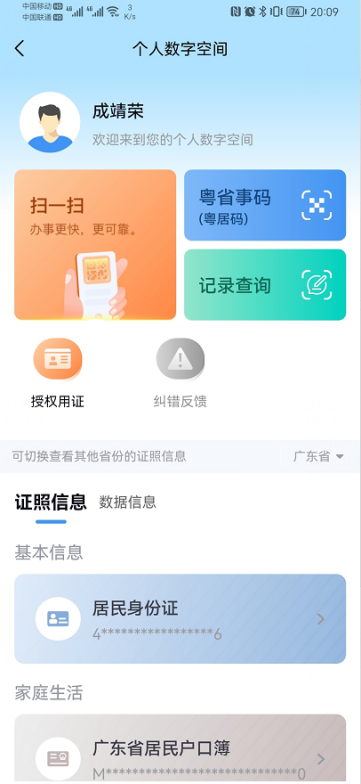 中国移动 HD 46 46 3 K/s
中国联通 HD
20:09
个人数字空间
成靖荣
欢迎来到您的个人数字空间
扫一扫
办事更快，更可靠。
粤省事码
(粤居码)
记录查询
授权用证
纠错反馈
可切换查看其他省份的证照信息
广东省
证照信息
数据信息
基本信息
居民身份证
4****************6
家庭生活
广东省居民户口簿
M****************************0